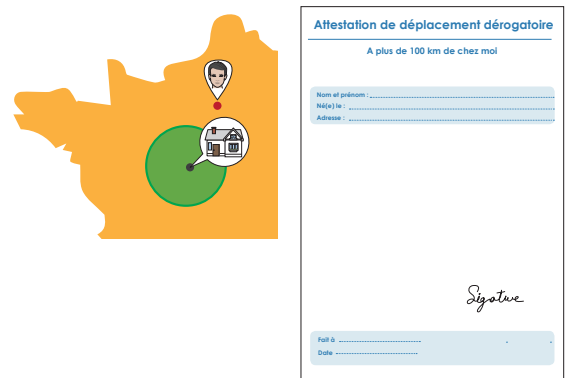 Attestation de déplacement dérogatoire
A plus de 100 km de chez moi
Nom et prénom :
Né(e) le :
Adresse :
Sigature
Fait à
Date